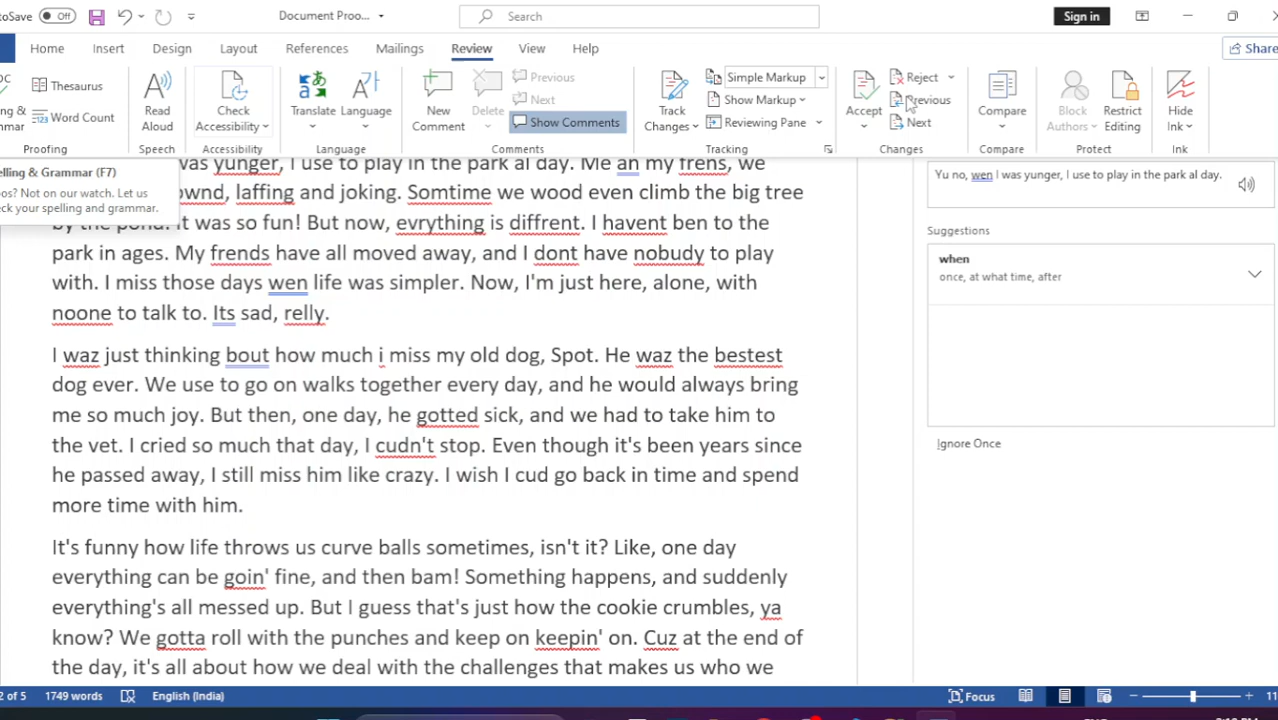 toSave Off
Document Proo...
Search
Sign in
Home Insert Design Layout References Mailings Review View Help
Share
Thesaurus
Word Count
Proofing
Read Aloud
Speech
Check Accessibility
Accessibility
Translate
Language
Language
New Comment
Delete
Previous
Next
Show Comments
Comments
Track Changes
Simple Markup
Show Markup
Reviewing Pane
Tracking
Accept
Reject
Previous
Next
Changes
Compare
Compare
Block Authors
Restrict Editing
Protect
Hide Ink
Ink
elling & Grammar (F7)
os? Not on our watch. Let us
eck your spelling and grammar.
was yunger, I use to play in the park al day. Me an my frens, we
ownd, laffing and joking. Somtime we wood even climb the big tree
by the pond. It was so fun! But now, evrything is diffrent. I havent ben to the
park in ages. My frends have all moved away, and I dont have nobudy to play
with. I miss those days wen life was simpler. Now, I'm just here, alone, with
noone to talk to. Its sad, relly.
I waz just thinking bout how much i miss my old dog, Spot. He waz the bestest
dog ever. We use to go on walks together every day, and he would always bring
me so much joy. But then, one day, he gotted sick, and we had to take him to
the vet. I cried so much that day, I cudn't stop. Even though it's been years since
he passed away, I still miss him like crazy. I wish I cud go back in time and spend
more time with him.
It's funny how life throws us curve balls sometimes, isn't it? Like, one day
everything can be goin' fine, and then bam! Something happens, and suddenly
everything's all messed up. But I guess that's just how the cookie crumbles, ya
know? We gotta roll with the punches and keep on keepin' on. Cuz at the end of
the day, it's all about how we deal with the challenges that makes us who we
Yu no, wen I was yunger, I use to play in the park al day.
Suggestions
when
once, at what time, after
Ignore Once
2 of 5 1749 words English (India) Focus 11